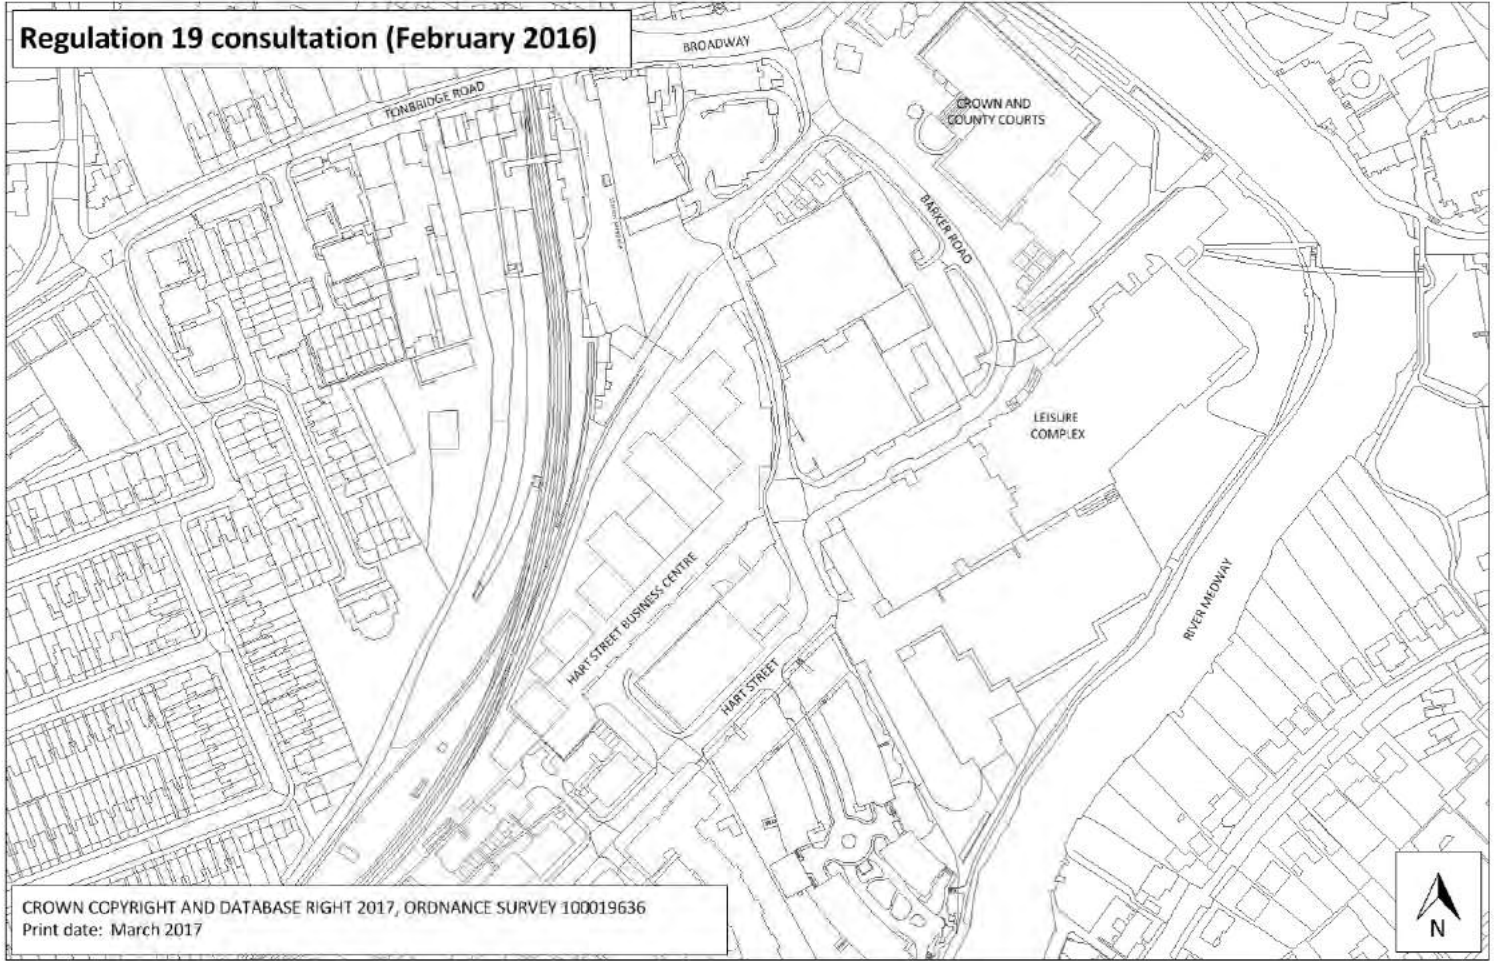 Regulation 19 consultation (February 2016)
BROADWAY
TONBRIDGE ROAD
CROWN AND
COUNTY COURTS
BARKER ROAD
LEISURE
COMPLEX
HART STREET BUSINESS CENTRE
RIVER MEDWAY
HART STREET
CROWN COPYRIGHT AND DATABASE RIGHT 2017, ORDNANCE SURVEY 100019636
Print date: March 2017
N